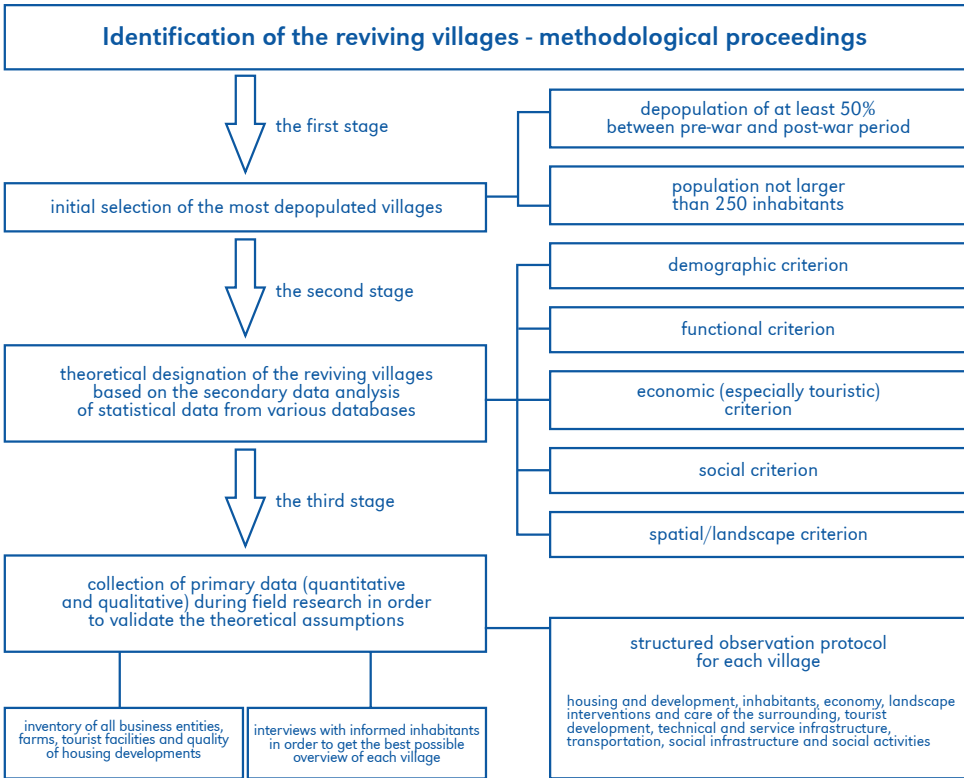 Identification of the reviving villages - methodological proceedings
the first stage
depopulation of at least 50%
between pre-war and post-war period
initial selection of the most depopulated villages
population not larger
than 250 inhabitants
the second stage
demographic criterion
functional criterion
theoretical designation of the reviving villages
based on the secondary data analysis
of statistical data from various databases
economic (especially touristic)
criterion
social criterion
the third stage
spatial/landscape criterion
collection of primary data (quantitative
and qualitative) during field research in order
to validate the theoretical assumptions
structured observation protocol
for each village
housing and development, inhabitants, economy, landscape
interventions and care of the surrounding, tourist
development, technical and service infrastructure,
transportation, social infrastructure and social activities
inventory of all business entities,
farms, tourist facilities and quality
of housing developments
interviews with informed inhabitants
in order to get the best possible
overview of each village